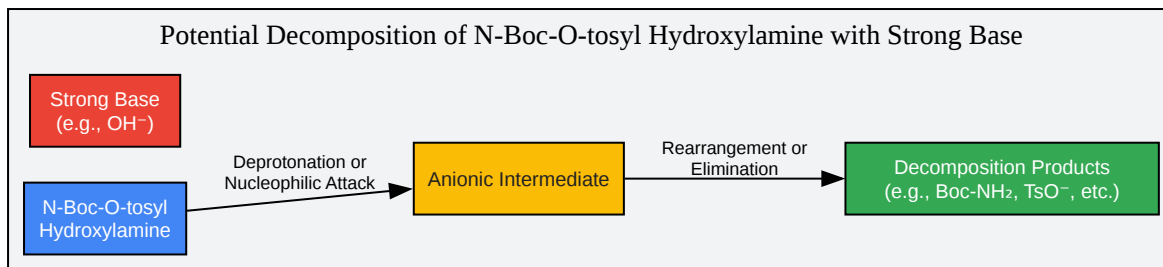 Potential Decomposition of N-Boc-O-tosyl Hydroxylamine with Strong Base
Strong Base
(e.g., OH⁻)
N-Boc-O-tosyl
Hydroxylamine
Deprotonation or
Nucleophilic Attack
Anionic Intermediate
Rearrangement or
Elimination
Decomposition Products
(e.g., Boc-NH₂, TsO⁻, etc.)